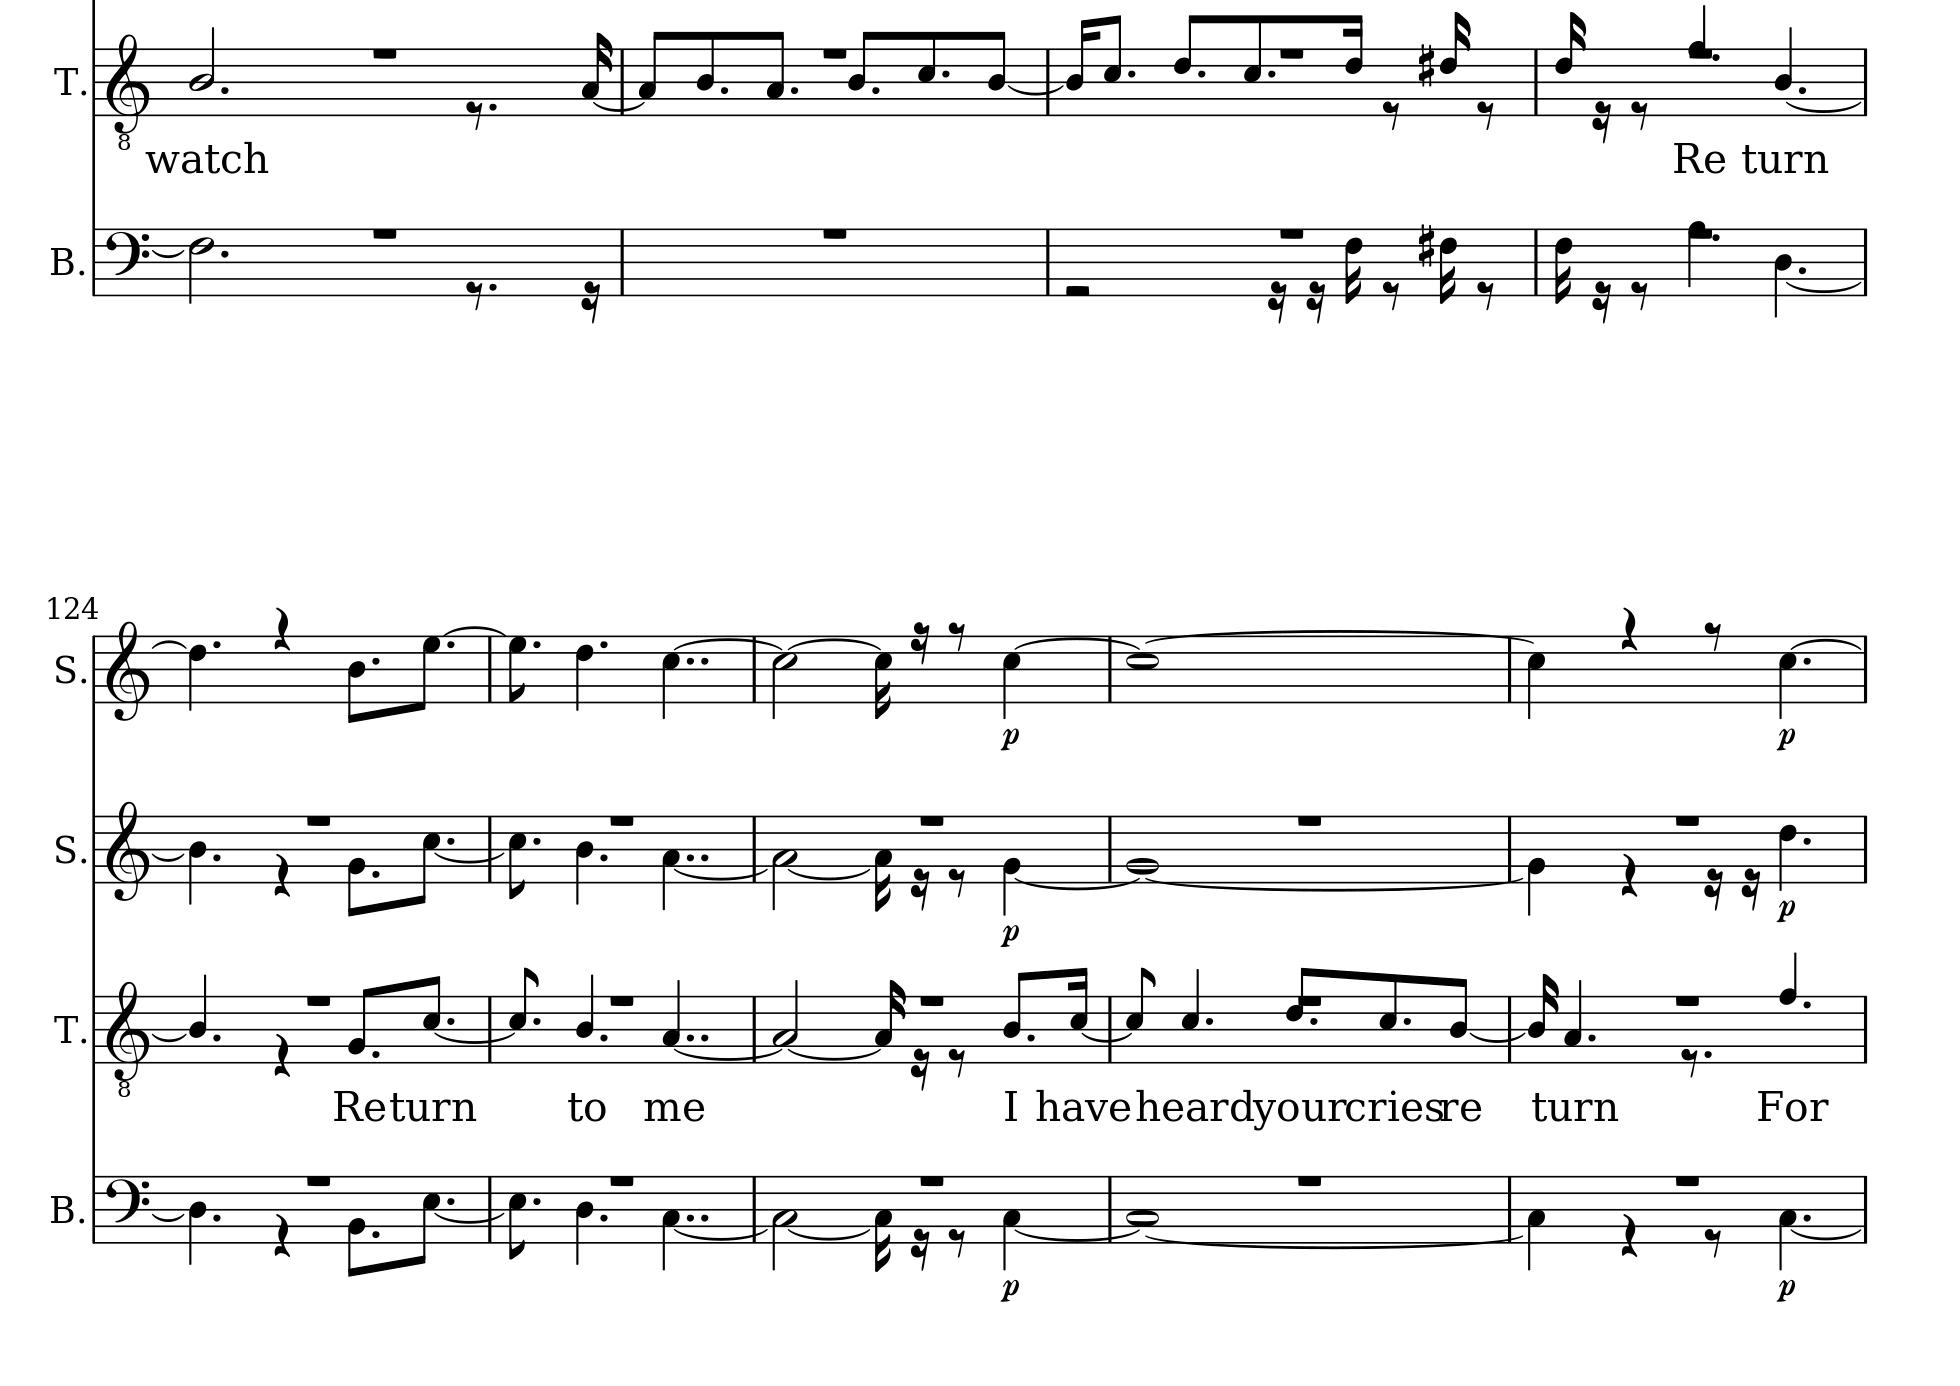 T.
8
watch Re turn
B.
124
S.
p p
S.
p p
T.
8
Return to me I have heard your cries re turn For
B.
p p